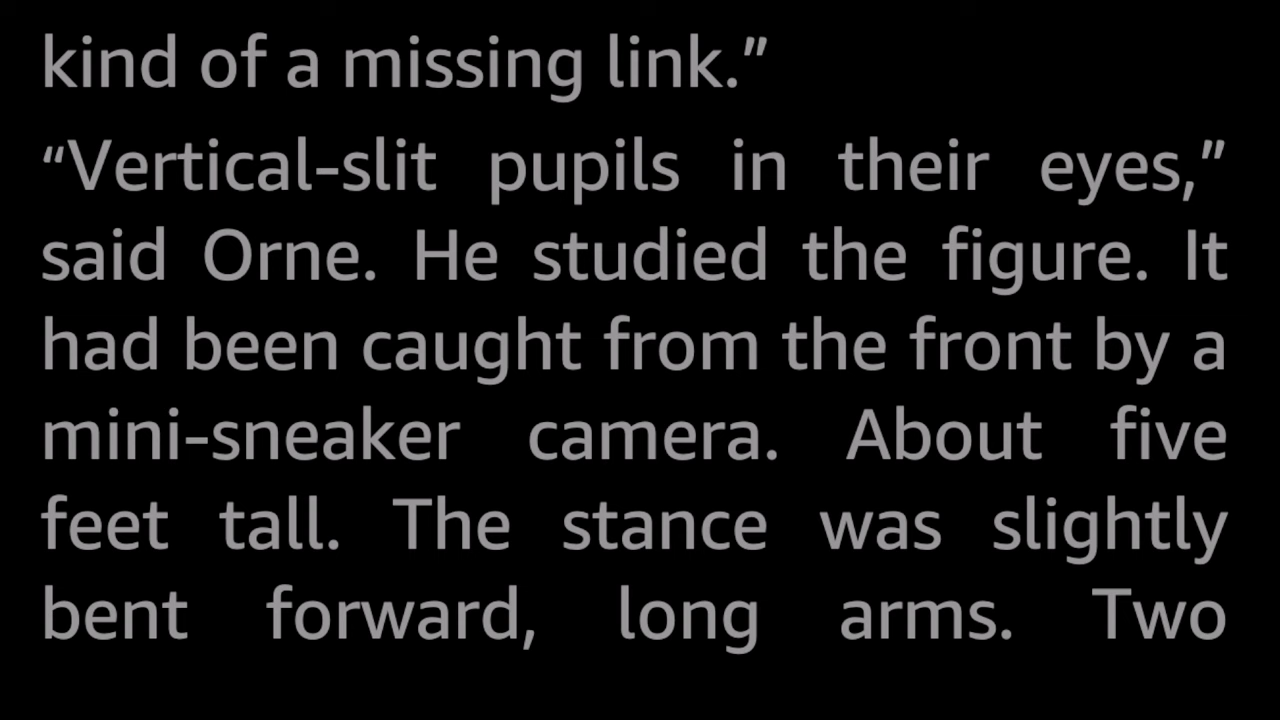 kind of a missing link.”
“Vertical-slit pupils in their eyes,”
said Orne. He studied the figure. It
had been caught from the front by a
mini-sneaker camera. About five
feet tall. The stance was slightly
bent forward, long arms. Two